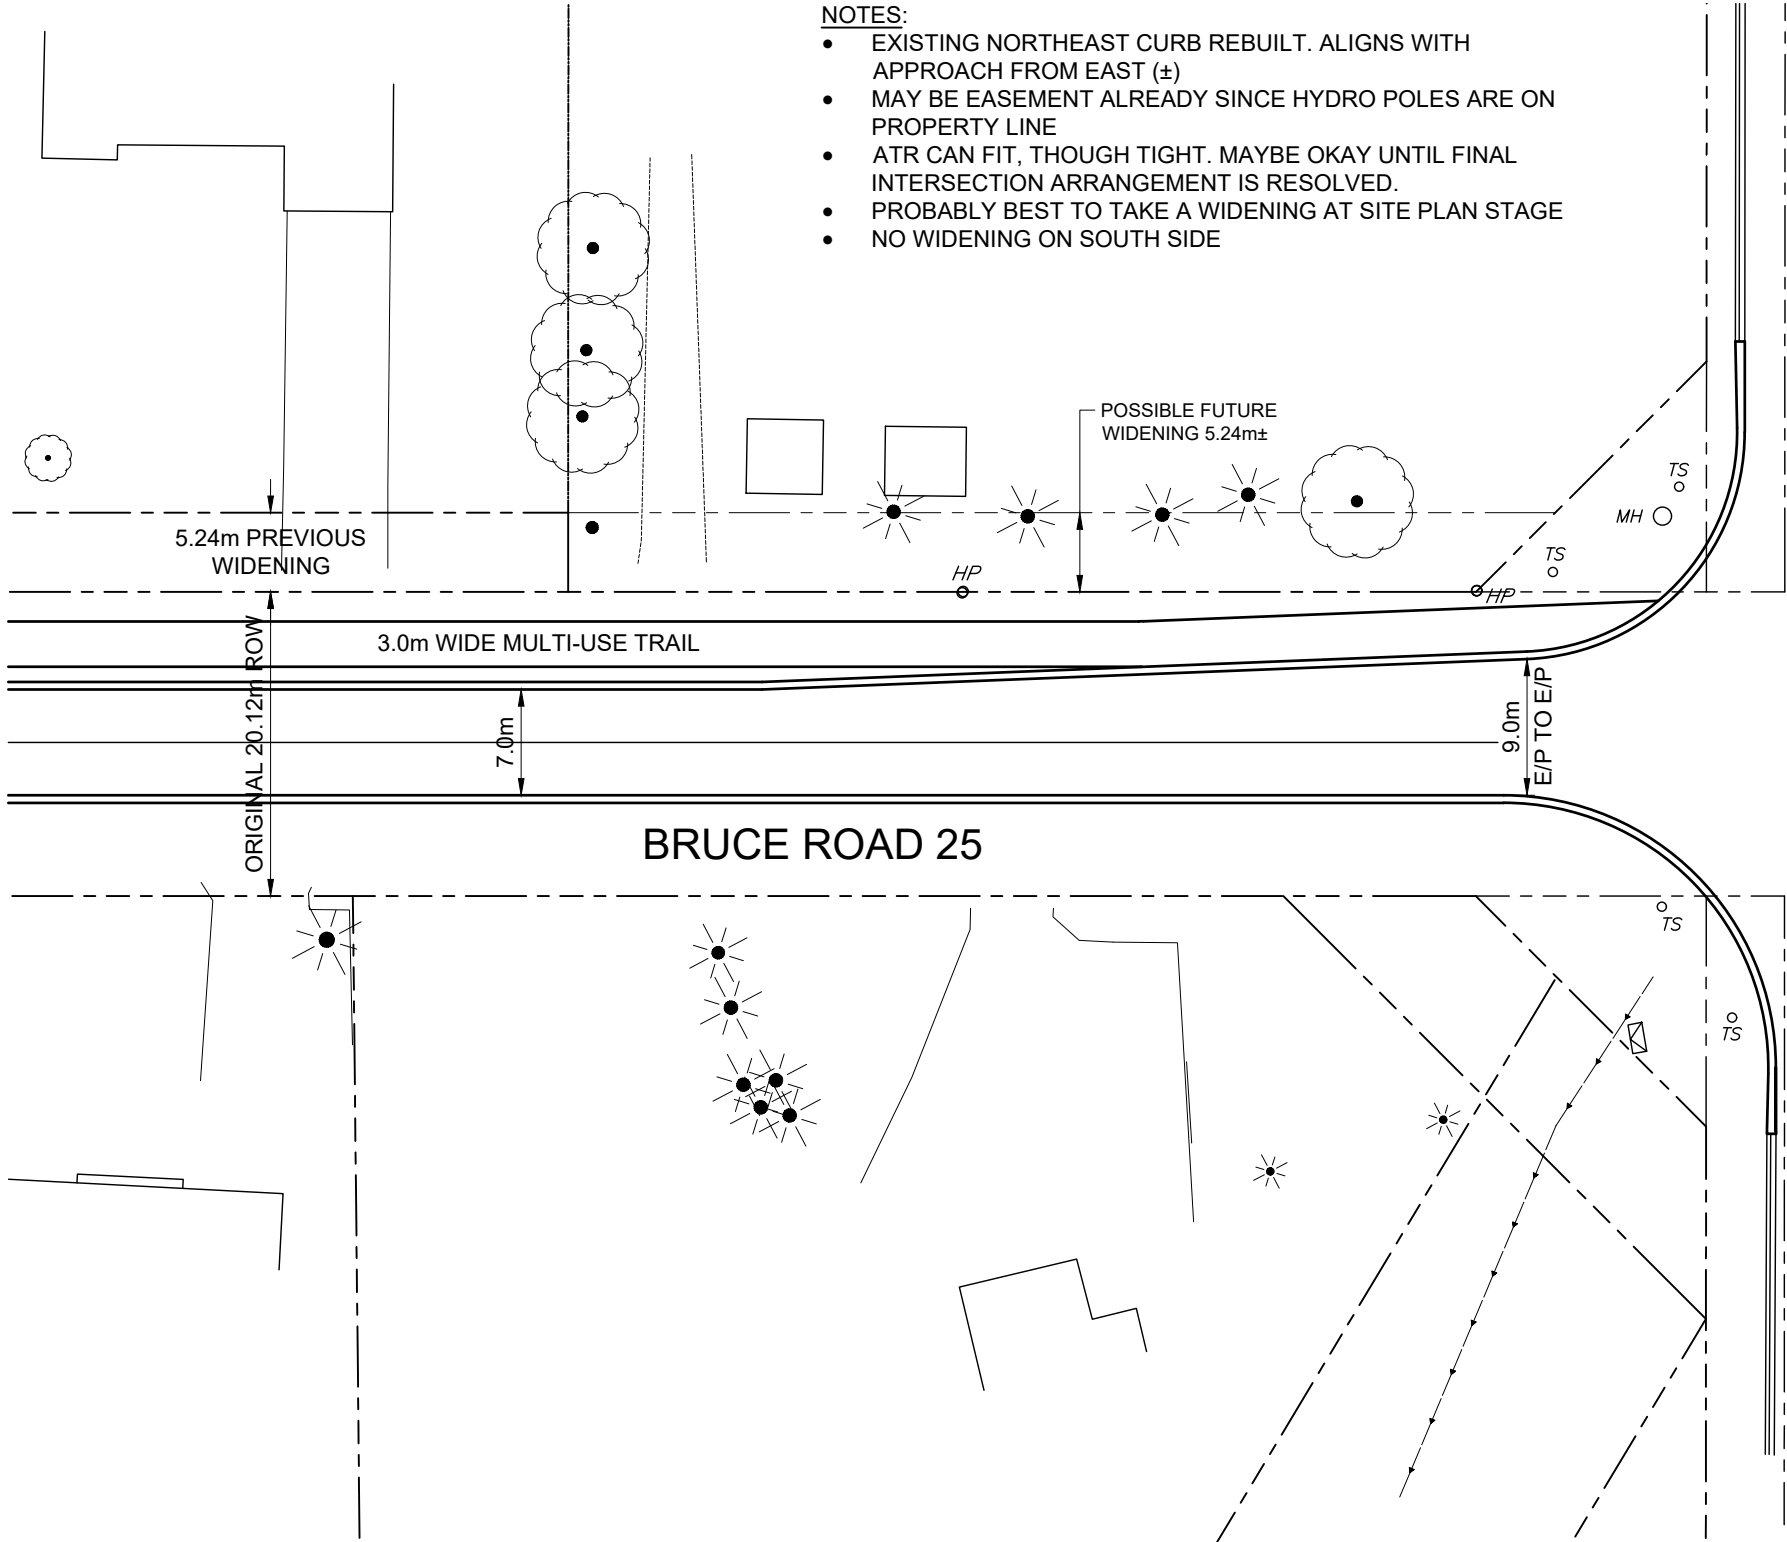 NOTES:
• EXISTING NORTHEAST CURB REBUILT. ALIGNS WITH
APPROACH FROM EAST (±)
• MAY BE EASEMENT ALREADY SINCE HYDRO POLES ARE ON
PROPERTY LINE
• ATR CAN FIT, THOUGH TIGHT. MAYBE OKAY UNTIL FINAL
INTERSECTION ARRANGEMENT IS RESOLVED.
• PROBABLY BEST TO TAKE A WIDENING AT SITE PLAN STAGE
• NO WIDENING ON SOUTH SIDE
POSSIBLE FUTURE
WIDENING 5.24m±
TS
MH
TS
5.24m PREVIOUS
WIDENING
HP
HP
3.0m WIDE MULTI-USE TRAIL
ORIGINAL 20.12m ROW
7.0m
9.0m
E/P TO E/P
BRUCE ROAD 25
TS
TS